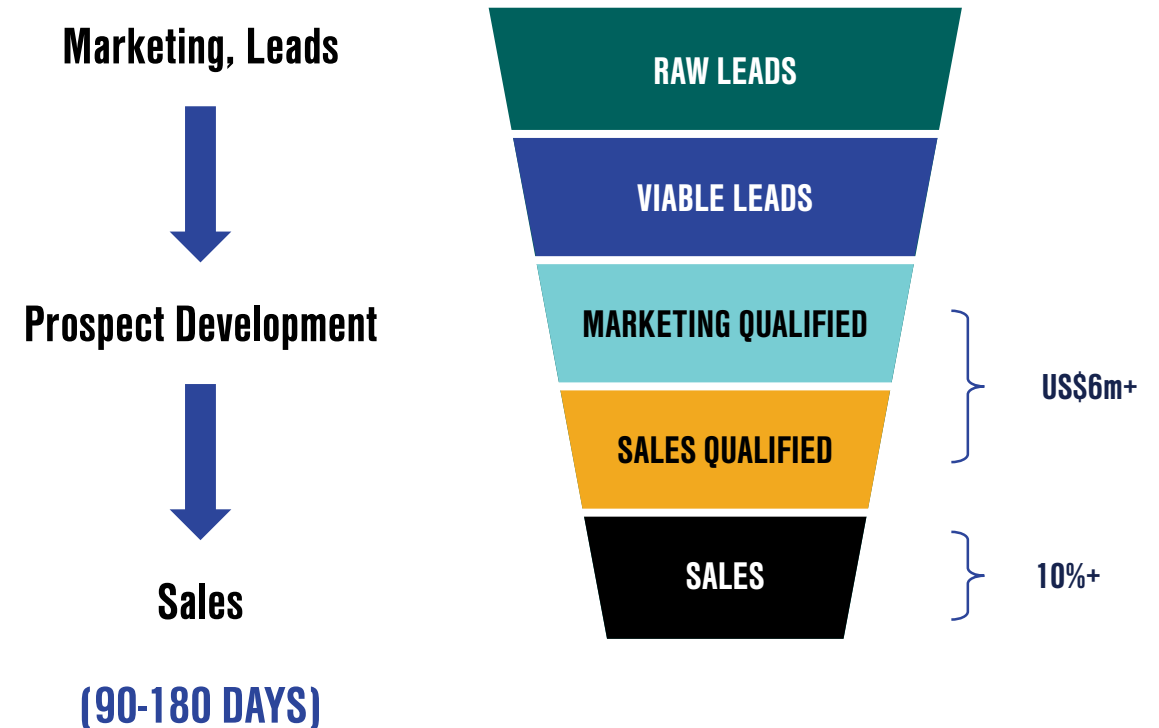 Marketing, Leads
Prospect Development
Sales
(90-180 DAYS)
RAW LEADS
VIABLE LEADS
MARKETING QUALIFIED
SALES QUALIFIED
SALES
US$6m+
10%+